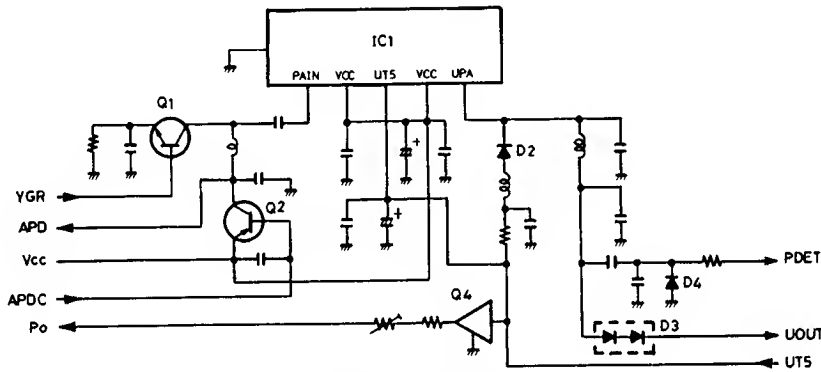 IC1
PAIN VCC UT5 VCC UPA
Q1
D2
+
YGR
Q2
+
APD
Vcc
PDET
D4
APDC
Q4
Po
D3
UOUT
UT5